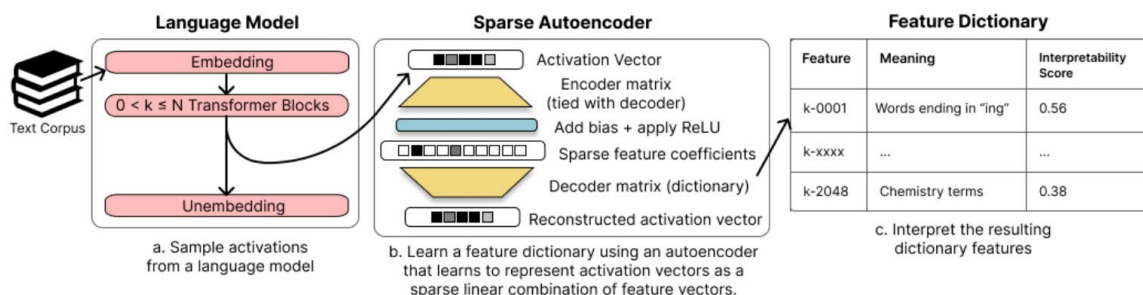 Language Model
Text Corpus
Embedding
0 < k ≤ N Transformer Blocks
Unembedding
a. Sample activations
from a language model
Sparse Autoencoder
Activation Vector
Encoder matrix
(tied with decoder)
Add bias + apply ReLU
Sparse feature coefficients
Decoder matrix (dictionary)
Reconstructed activation vector
b. Learn a feature dictionary using an autoencoder
that learns to represent activation vectors as a
sparse linear combination of feature vectors.
Feature Dictionary
Feature Meaning Interpretability
Score
k-0001 Words ending in “ing” 0.56
k-xxxx ... ...
k-2048 Chemistry terms 0.38
c. Interpret the resulting
dictionary features